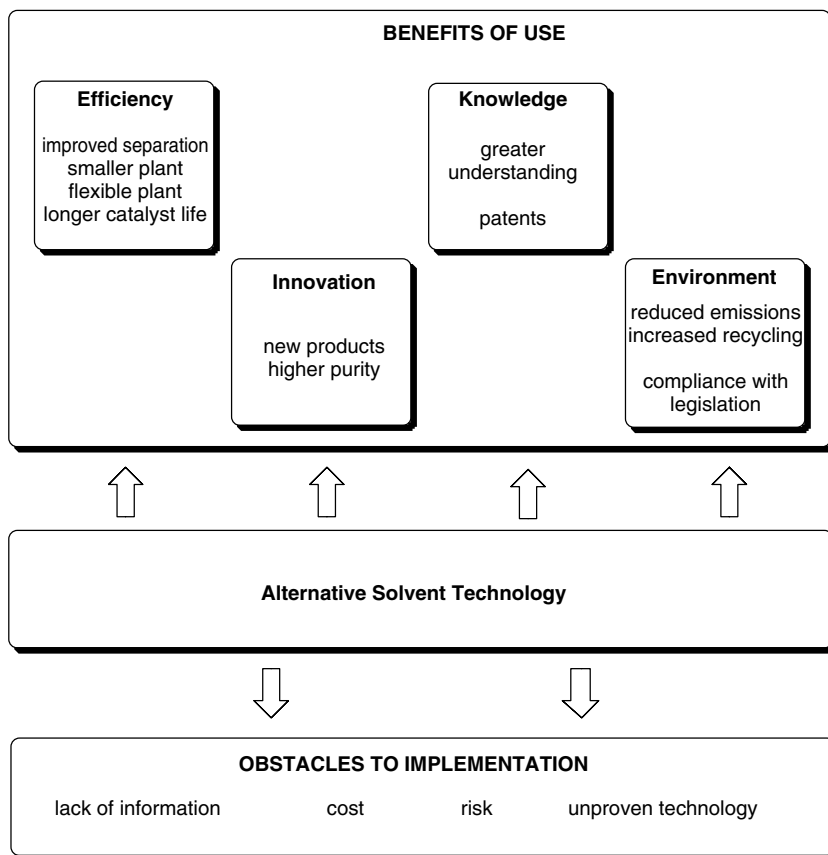 BENEFITS OF USE
Efficiency
improved separation
smaller plant
flexible plant
longer catalyst life
Knowledge
greater
understanding
patents
Innovation
new products
higher purity
Environment
reduced emissions
increased recycling
compliance with
legislation
Alternative Solvent Technology
OBSTACLES TO IMPLEMENTATION
lack of information cost risk unproven technology